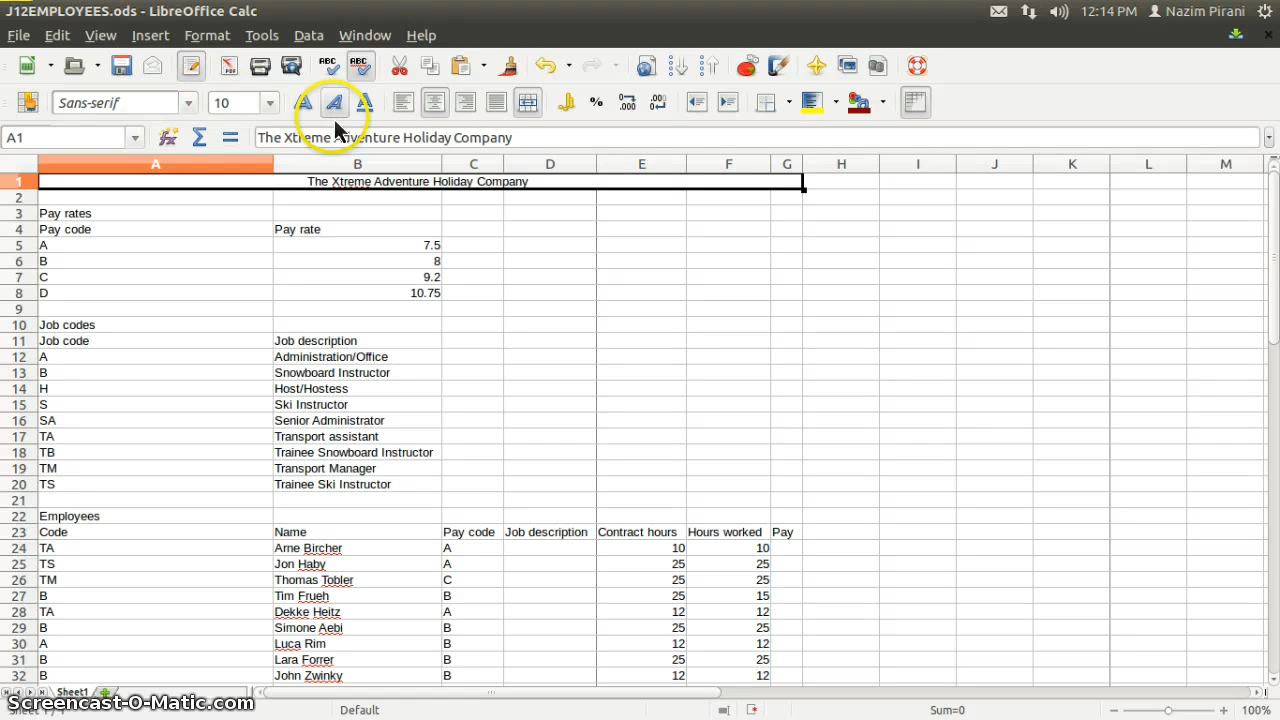 J12EMPLOYEES.ods - LibreOffice Calc 12:14 PM Nazim Pirani
File Edit View Insert Format Tools Data Window Help
Sans-serif 10
A1 The Xtreme Adventure Holiday Company
A B C D E F G H I J K L M
1 The Xtreme Adventure Holiday Company
2
3 Pay rates
4 Pay code Pay rate
5 A 7.5
6 B 8
7 C 9.2
8 D 10.75
9
10 Job codes
11 Job code Job description
12 A Administration/Office
13 B Snowboard Instructor
14 H Host/Hostess
15 S Ski Instructor
16 SA Senior Administrator
17 TA Transport assistant
18 TB Trainee Snowboard Instructor
19 TM Transport Manager
20 TS Trainee Ski Instructor
21
22 Employees
23 Code Name Pay code Job description Contract hours Hours worked Pay
24 TA Arne Bircher A 10 10
25 TS Jon Haby A 25 25
26 TM Thomas Tobler C 25 25
27 B Tim Frueh B 25 15
28 TA Dekke Heitz A 12 12
29 B Simone Aebi B 25 25
30 A Luca Rim B 12 12
31 B Lara Forrer B 25 25
32 B John Zwinky B 12 12
Sheet1
Screencast-O-Matic.com
Default Sum=0 100%